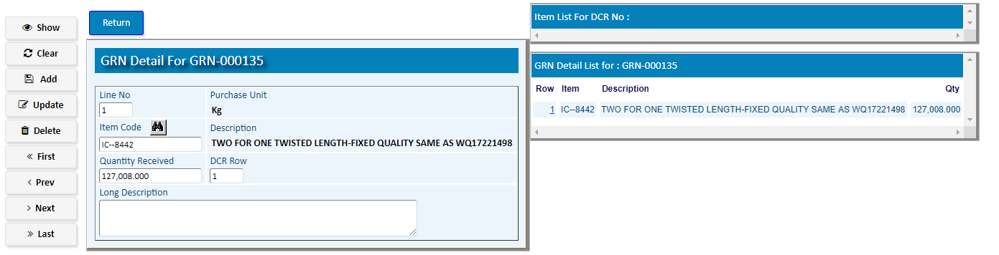 Show
Clear
Add
Update
Delete
First
Prev
Next
Last
Return
GRN Detail For GRN-000135
Line No
Purchase Unit
1
Kg
Item Code
Description
IC--8442
TWO FOR ONE TWISTED LENGTH-FIXED QUALITY SAME AS WQ17221498
Quantity Received
DCR Row
127,008.000
1
Long Description
Item List For DCR No :
GRN Detail List for : GRN-000135
Row Item Description Qty
1 IC--8442 TWO FOR ONE TWISTED LENGTH-FIXED QUALITY SAME AS WQ17221498 127,008.000